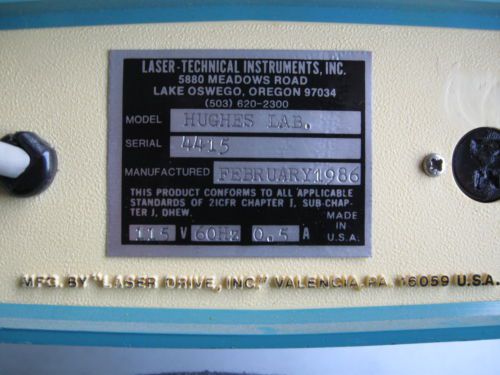 LASER-TECHNICAL INSTRUMENTS, INC.
5880 MEADOWS ROAD
LAKE OSWEGO, OREGON 97034
(503) 620-2300
MODEL HUGHES LAB.
SERIAL 4415
MANUFACTURED FEBRUARY1986
THIS PRODUCT CONFORMS TO ALL APPLICABLE
STANDARDS OF 21CFR CHAPTER I, SUB-CHAP-
TER J, DHEW.
MADE IN
115 V 60Hz 0.5 A U.S.A.
MFG. BY "LASER DRIVE, INC." VALENCIA, PA. 16059 U.S.A.